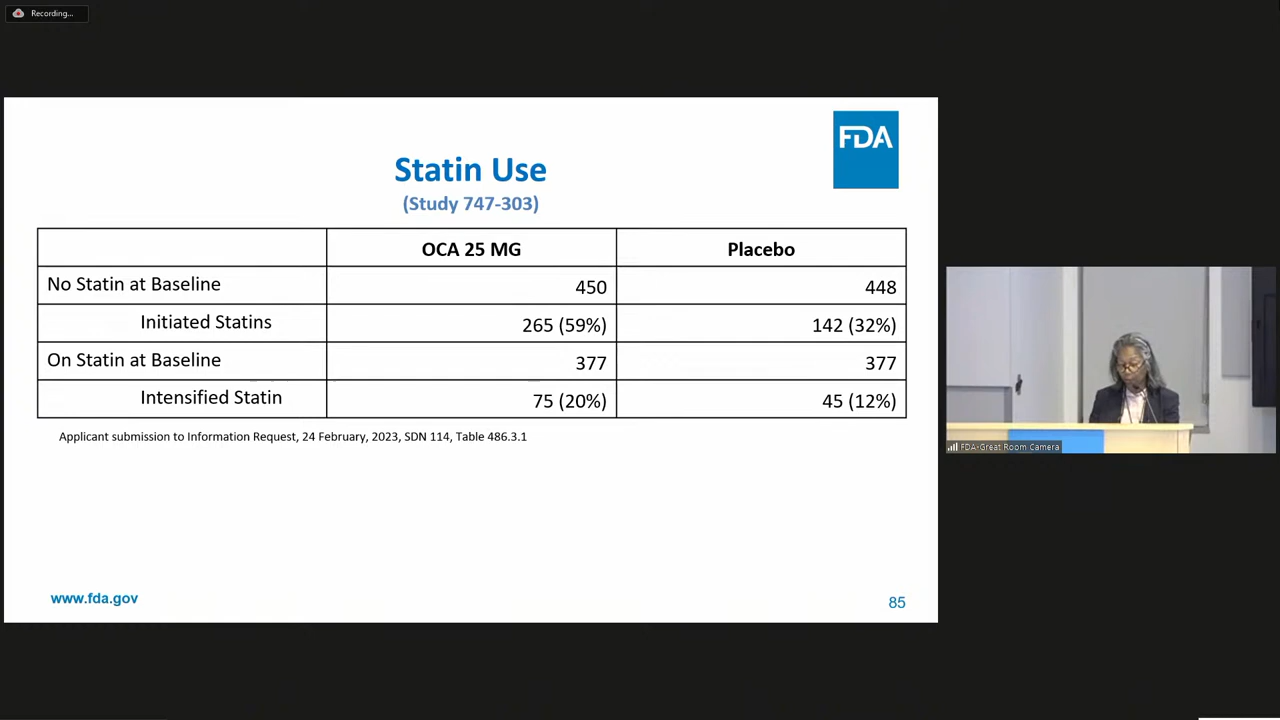 Recording...
FDA
Statin Use
(Study 747-303)
OCA 25 MG Placebo
No Statin at Baseline 450 448
Initiated Statins 265 (59%) 142 (32%)
On Statin at Baseline 377 377
Intensified Statin 75 (20%) 45 (12%)
Applicant submission to Information Request, 24 February, 2023, SDN 114, Table 486.3.1
FDA-Great Room Camera
www.fda.gov 85